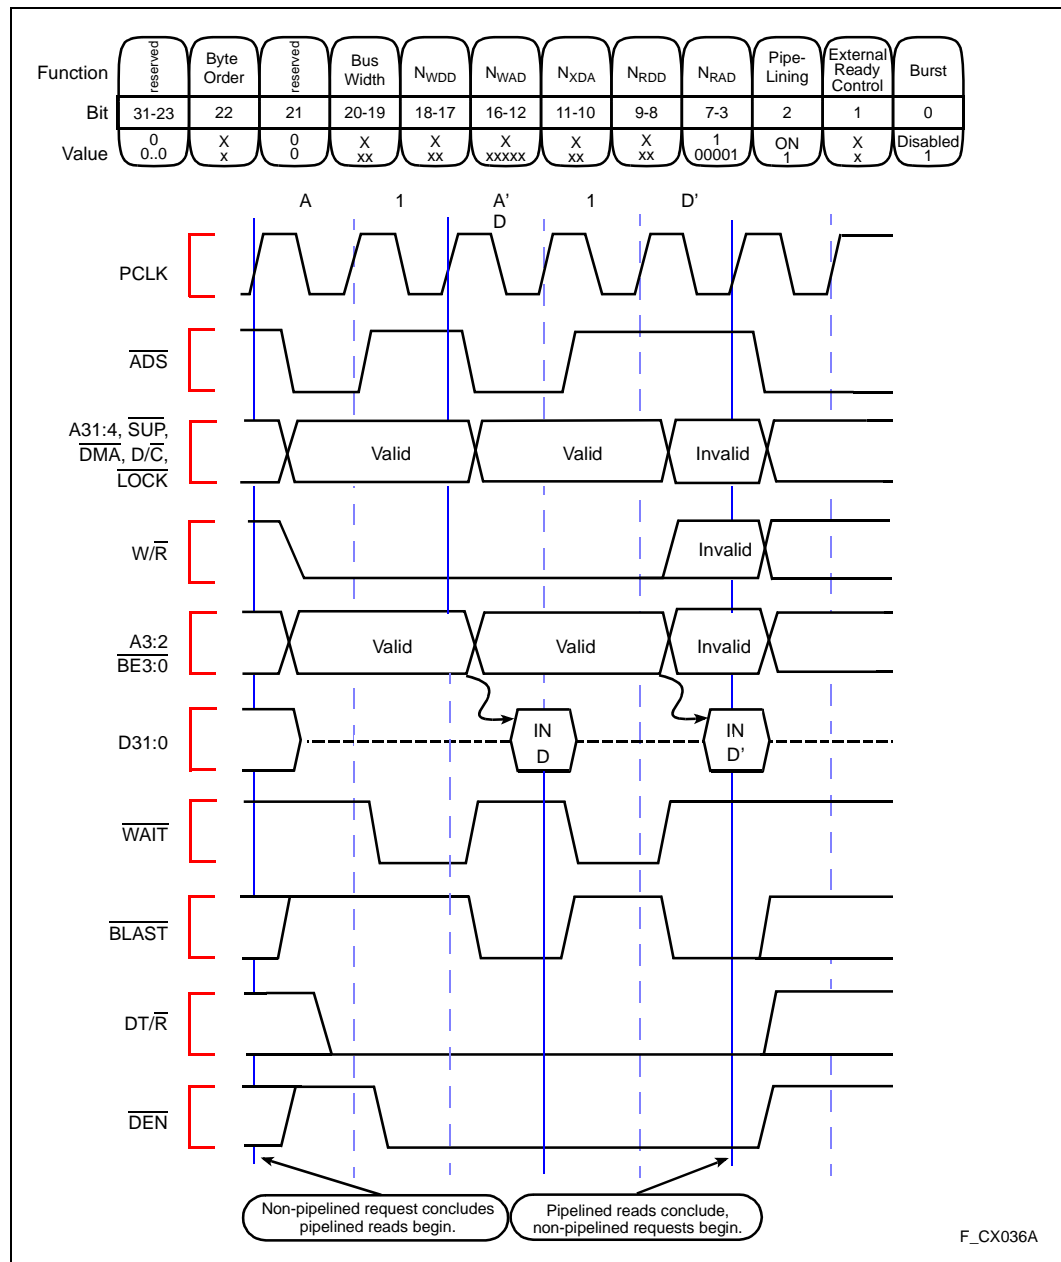 Function reserved Byte Order reserved Bus Width NWDD NWAD NXDA NRDD NRAD Pipe-Lining External Ready Control Burst
Bit 31-23 22 21 20-19 18-17 16-12 11-10 9-8 7-3 2 1 0
Value 0 X 0 X X X X X 1 ON X Disabled
0..0 x 0 xx xx xxxxx xx xx 00001 1 x 1
A 1 A' 1 D'
D
PCLK
ADS
A31:4, SUP,
DMA, D/C,
LOCK
Valid Valid Invalid
W/R
Invalid
A3:2
BE3:0
Valid Valid Invalid
D31:0
IN
D
IN
D'
WAIT
BLAST
DT/R
DEN
Non-pipelined request concludes
pipelined reads begin.
Pipelined reads conclude,
non-pipelined requests begin.
F_CX036A